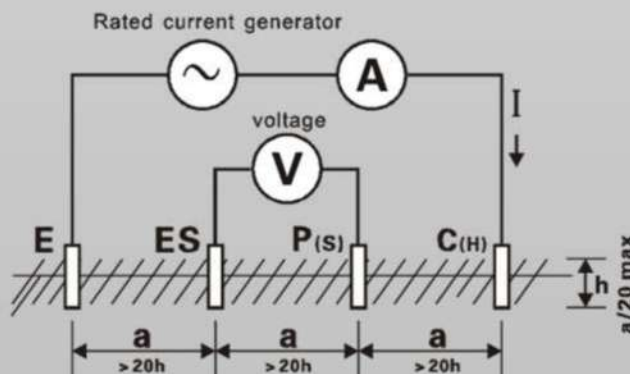 Rated current generator
A
I
voltage
V
E ES P(S) C(H)
h
a/20 max
a a a
>20h >20h >20h